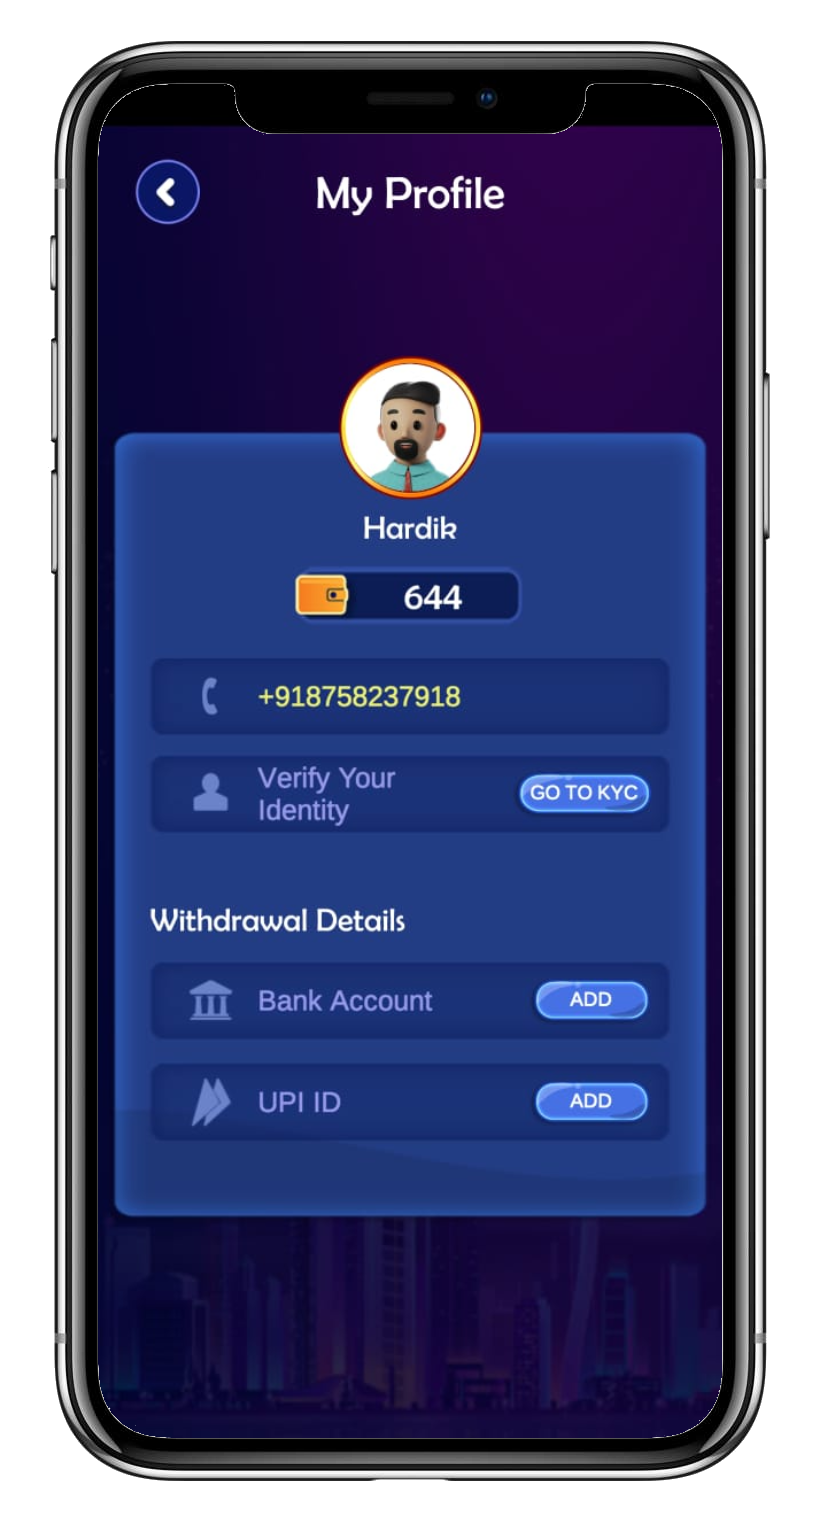 My Profile
Hardik
644
+918758237918
Verify Your
Identity
GO TO KYC
Withdrawal Details
Bank Account
ADD
UPI ID
ADD